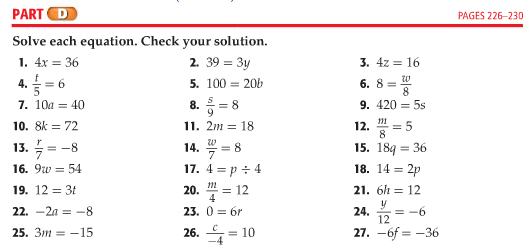 PART D PAGES 226–230
Solve each equation. Check your solution.
1. 4x = 36 2. 39 = 3y 3. 4z = 16
4. t/5 = 6 5. 100 = 20b 6. 8 = w/8
7. 10a = 40 8. s/9 = 8 9. 420 = 5s
10. 8k = 72 11. 2m = 18 12. m/8 = 5
13. r/7 = −8 14. w/7 = 8 15. 18q = 36
16. 9w = 54 17. 4 = p ÷ 4 18. 14 = 2p
19. 12 = 3t 20. m/4 = 12 21. 6h = 12
22. −2a = −8 23. 0 = 6r 24. y/12 = −6
25. 3m = −15 26. c/−4 = 10 27. −6f = −36